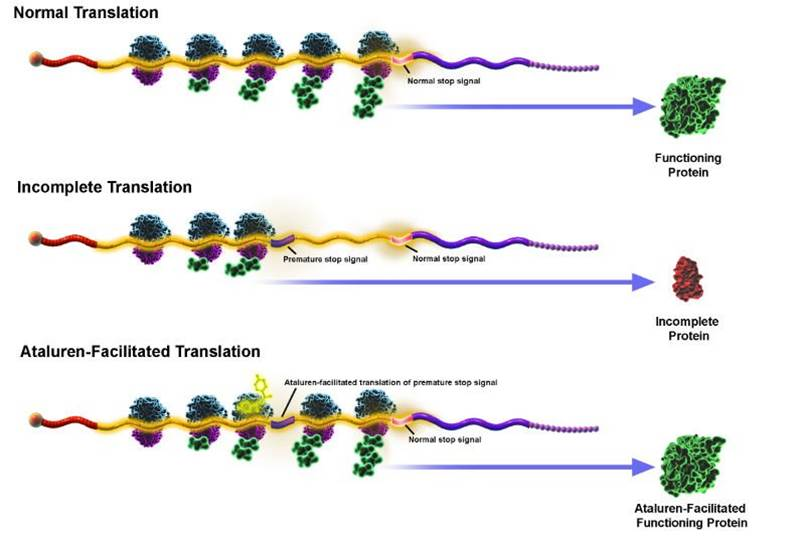 Normal Translation
Normal stop signal
Functioning
Protein
Incomplete Translation
Premature stop signal
Normal stop signal
Incomplete
Protein
Ataluren-Facilitated Translation
Ataluren-facilitated translation of premature stop signal
Normal stop signal
Ataluren-Facilitated
Functioning Protein